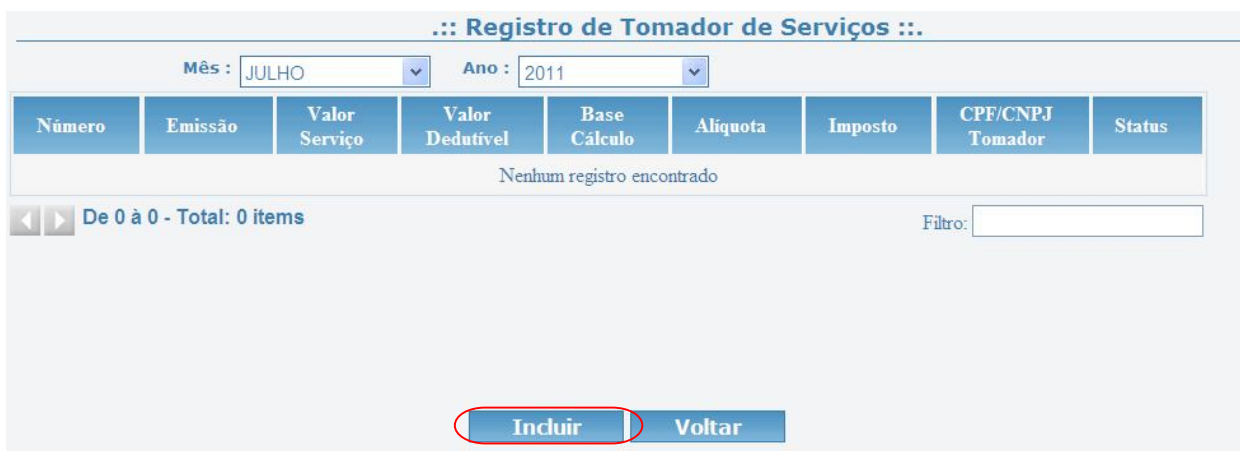 .:: Registro de Tomador de Serviços ::.
Mês : JULHO Ano : 2011
Número Emissão Valor Serviço Valor Dedutível Base Cálculo Alíquota Imposto CPF/CNPJ Tomador Status
Nenhum registro encontrado
De 0 à 0 - Total: 0 items Filtro:
Incluir Voltar